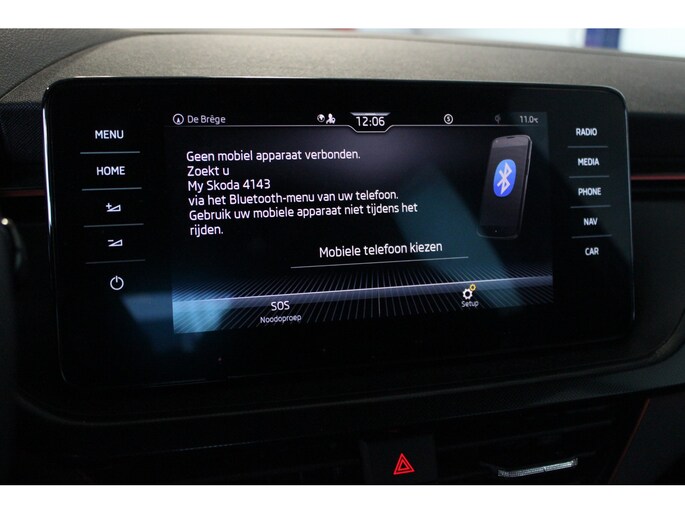 De Brêge
12:06
11.0°C
MENU
HOME
RADIO
MEDIA
PHONE
NAV
CAR
Geen mobiel apparaat verbonden.
Zoekt u
My Skoda 4143
via het Bluetooth-menu van uw telefoon.
Gebruik uw mobiele apparaat niet tijdens het
rijden.
Mobiele telefoon kiezen
SOS
Noodoproep
Setup